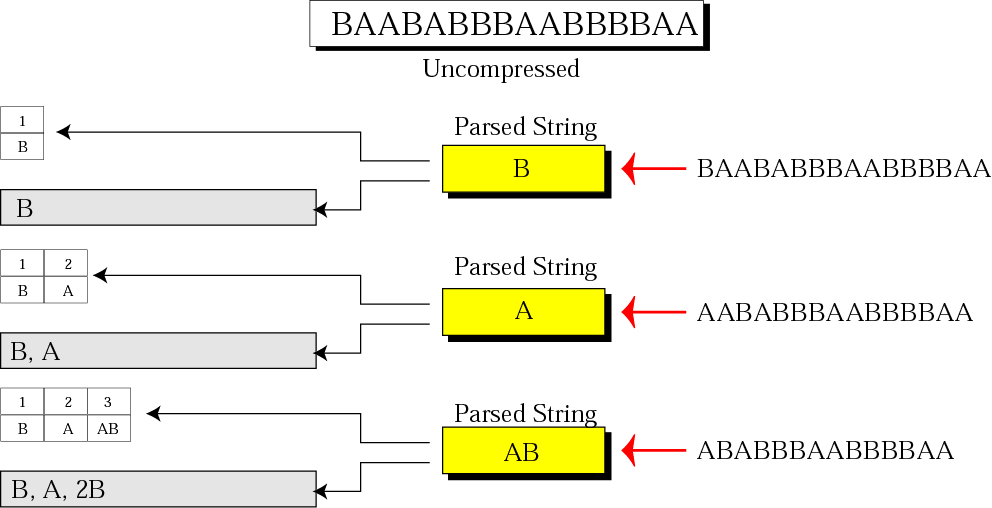 BAABABBBAABBBBAA
Uncompressed
Parsed String
1
B
B
BAABABBBAABBBBAA
B
Parsed String
1 2
B A
A
AABABBBAABBBBAA
B, A
Parsed String
1 2 3
B A AB
AB
ABABBBAABBBBAA
B, A, 2B